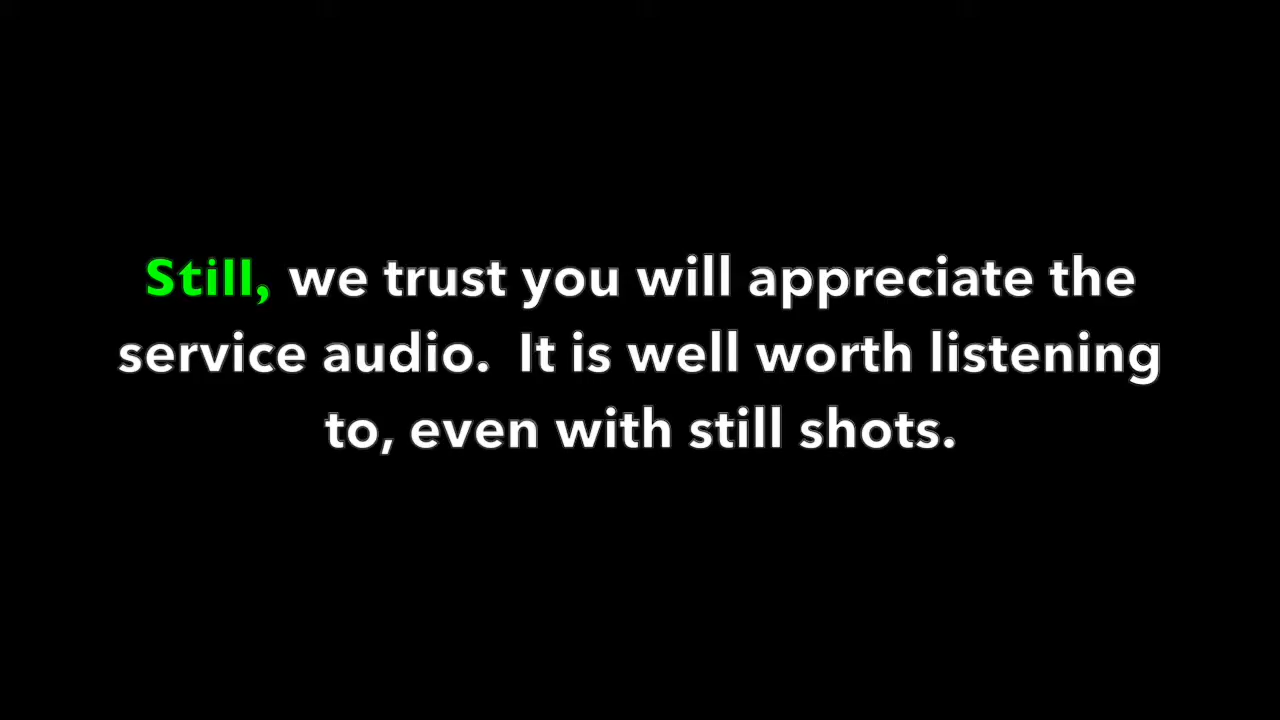 Still, we trust you will appreciate the
service audio.  It is well worth listening
to, even with still shots.